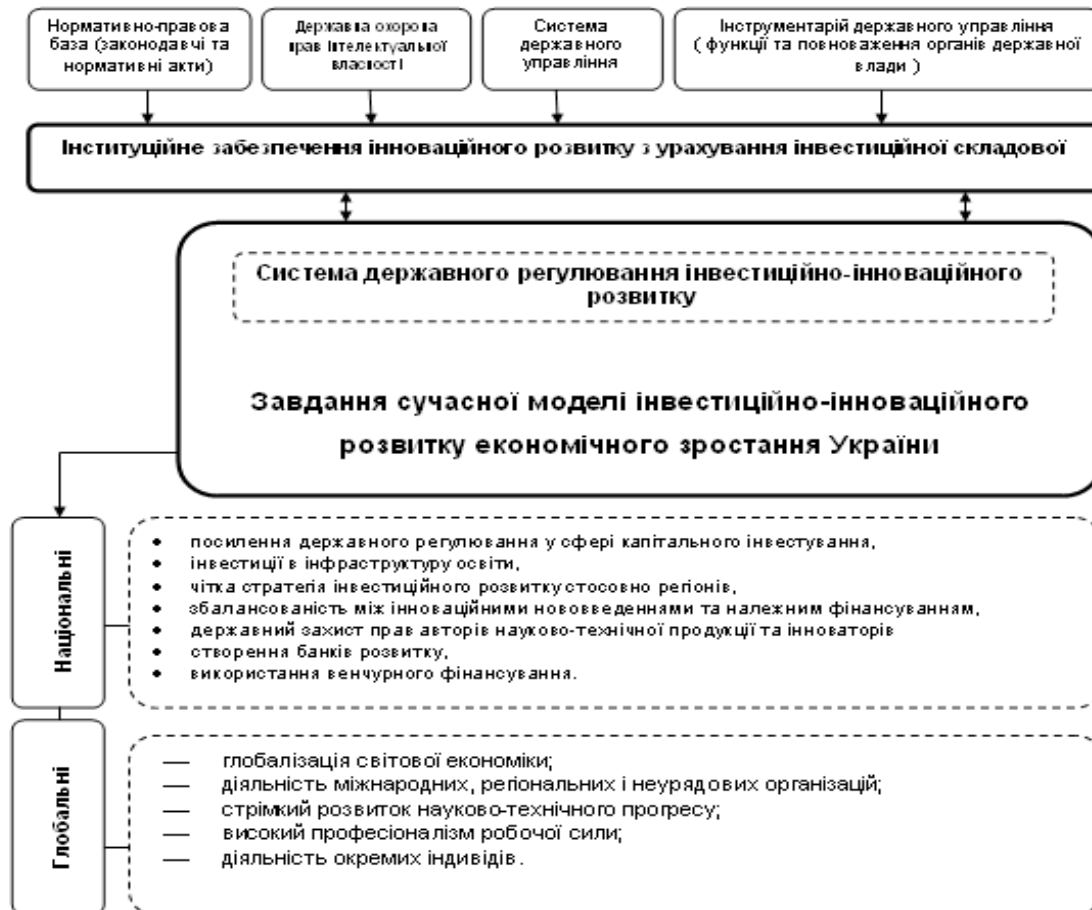 Нормативно-правова
база (законодавчі та
нормативні акти)
Державна охорона
прав інтелектуальної
власності
Система
державного
управління
Інструментарій державного управління
( функції та повноваження органів державної
влади )
Інституційне забезпечення інноваційного розвитку з урахування інвестиційної складової
Система державного регулювання інвестиційно-інноваційного
розвитку
Завдання сучасної моделі інвестиційно-інноваційного
розвитку економічного зростання України
Національні
• посилення державного регулювання у сфері капітального інвестування,
• інвестиції в інфраструктуру освіти,
• чітка стратегія інвестиційного розвитку стосовно регіонів,
• збалансованість між інноваційними нововведеннями та належним фінансуванням,
• державний захист прав авторів науково-технічної продукції та інноваторів
• створення банків розвитку,
• використання венчурного фінансування.
Глобальні
— глобалізація світової економіки;
— діяльність міжнародних, регіональних і неурядових організацій;
— стрімкий розвиток науково-технічного прогресу;
— високий професіоналізм робочої сили;
— діяльність окремих індивідів.